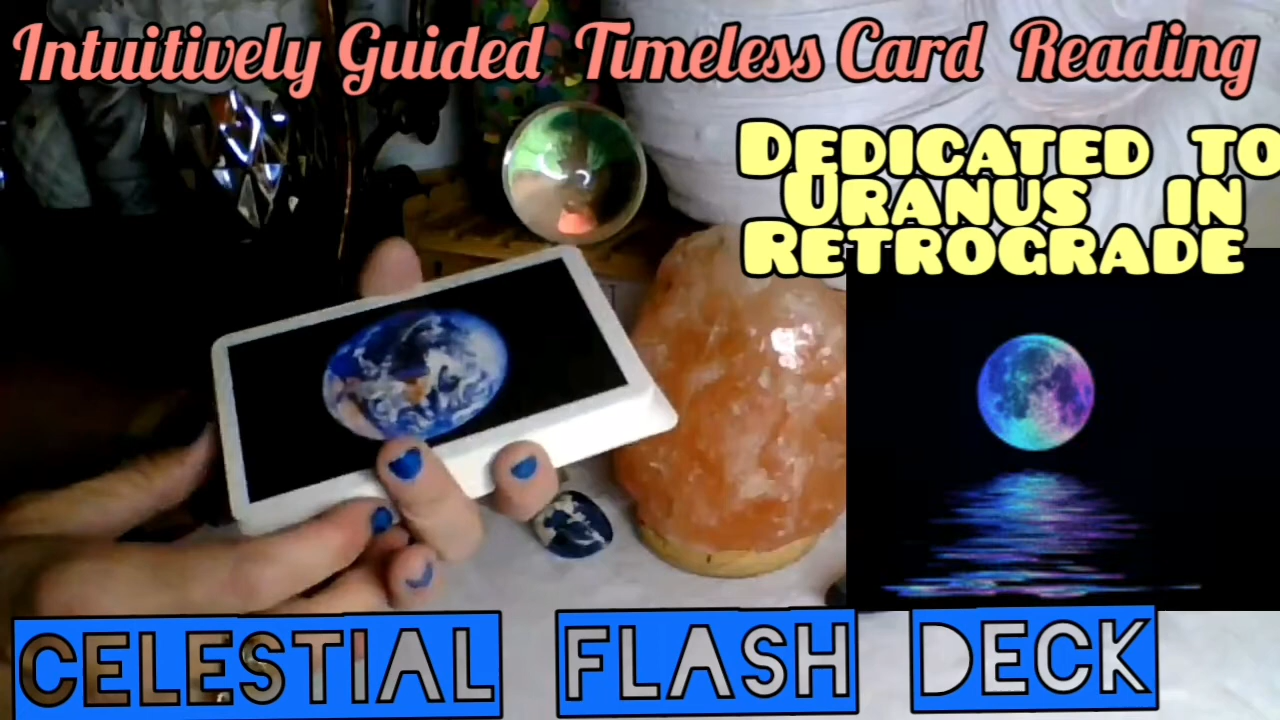 Intuitively Guided Timeless Card Reading
DEDICATED TO
URANUS IN
RETROGRADE
CELESTIAL FLASH DECK